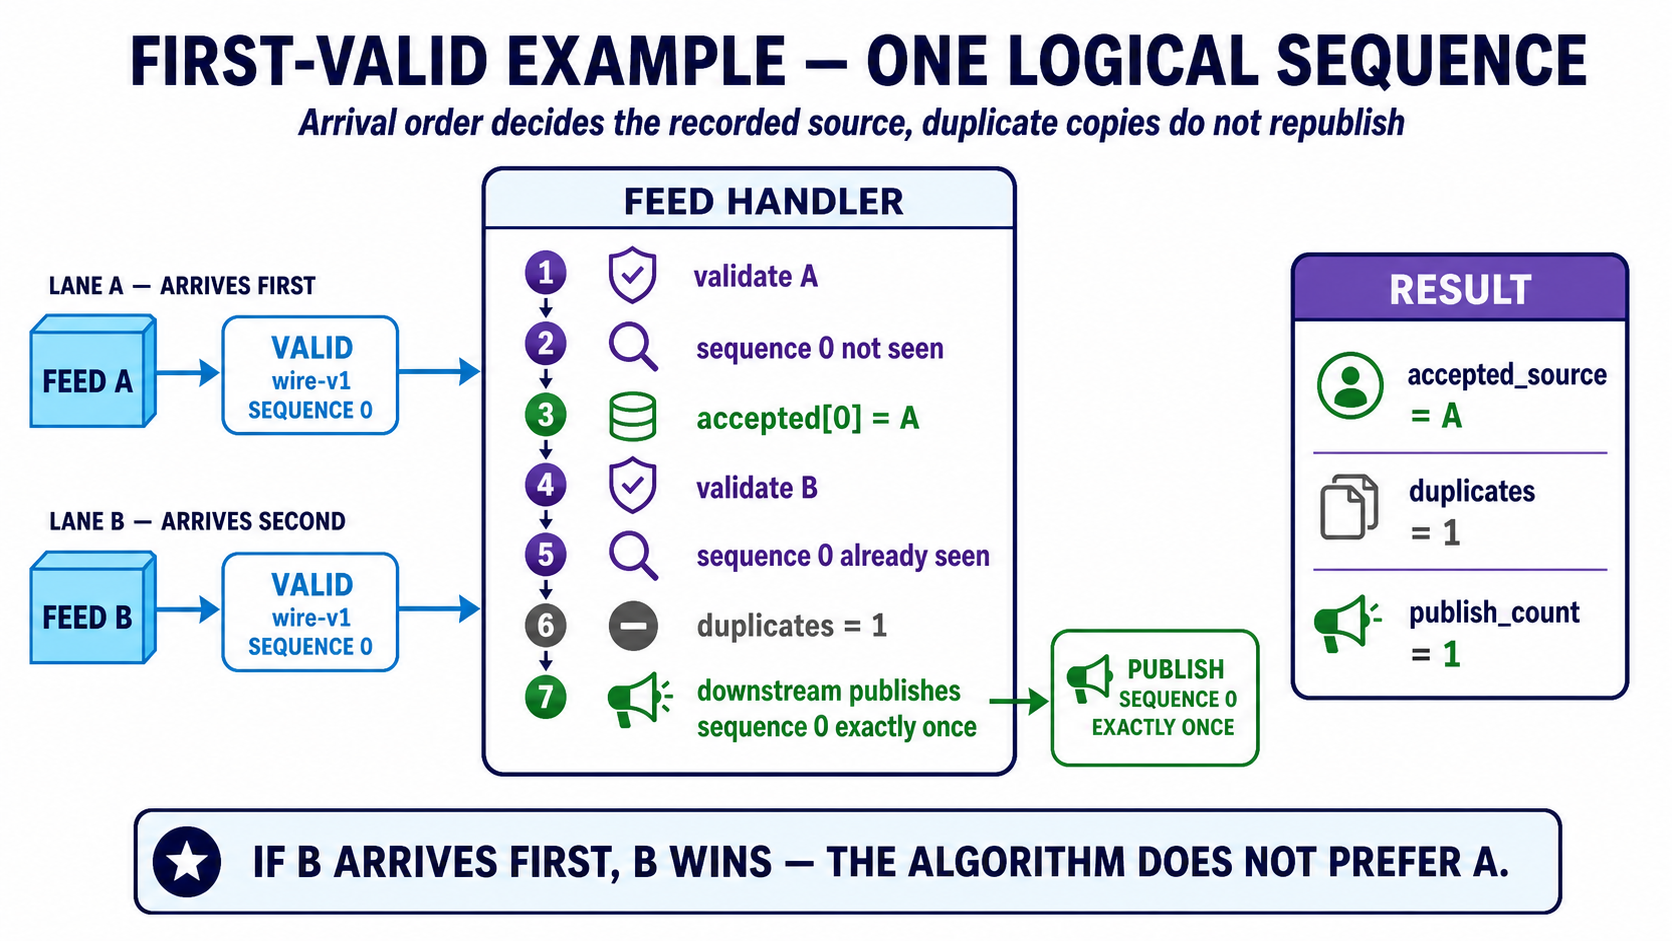 FIRST-VALID EXAMPLE — ONE LOGICAL SEQUENCE
Arrival order decides the recorded source, duplicate copies do not republish
LANE A — ARRIVES FIRST
FEED A
VALID
wire-v1
SEQUENCE 0
LANE B — ARRIVES SECOND
FEED B
VALID
wire-v1
SEQUENCE 0
FEED HANDLER
1 validate A
2 sequence 0 not seen
3 accepted[0] = A
4 validate B
5 sequence 0 already seen
6 duplicates = 1
7 downstream publishes
sequence 0 exactly once
PUBLISH
SEQUENCE 0
EXACTLY ONCE
RESULT
accepted_source
= A
duplicates
= 1
publish_count
= 1
IF B ARRIVES FIRST, B WINS — THE ALGORITHM DOES NOT PREFER A.